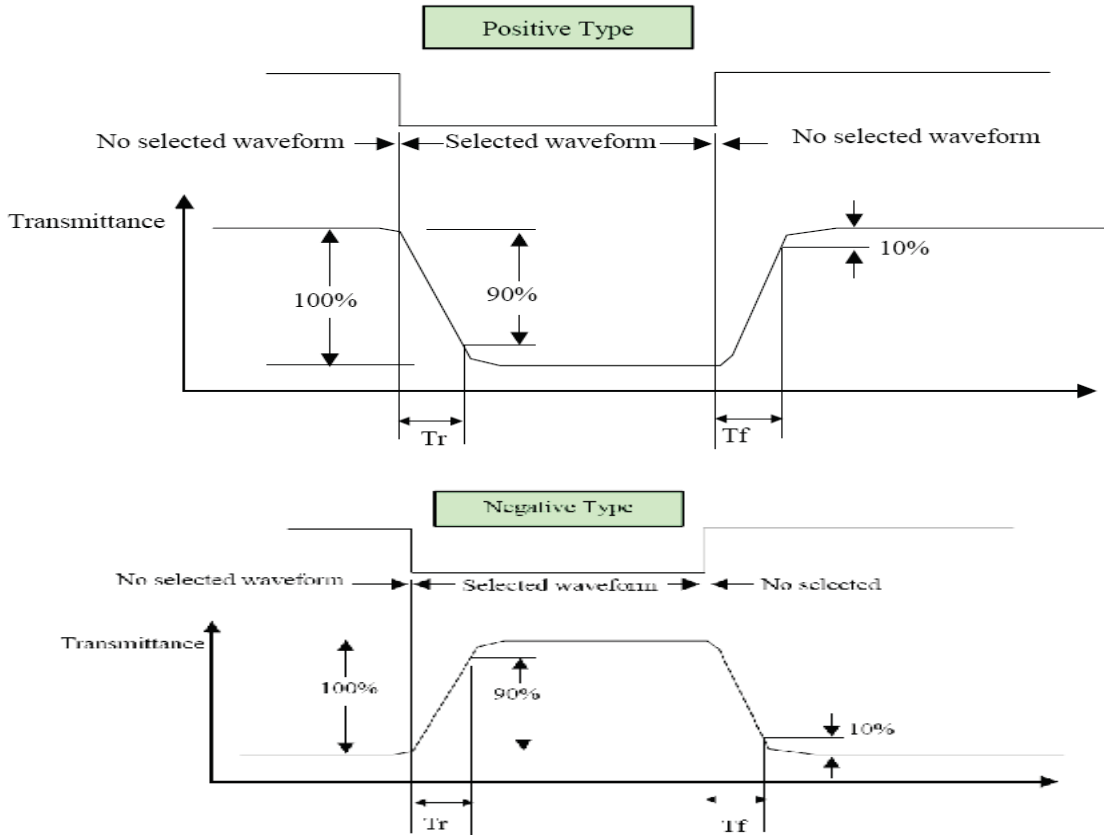 Positive Type
No selected waveform
Selected waveform
No selected waveform
Transmittance
100%
90%
10%
Tr
Tf
Negative Type
No selected waveform
Selected waveform
No selected
Transmittance
100%
90%
10%
Tr
Tf